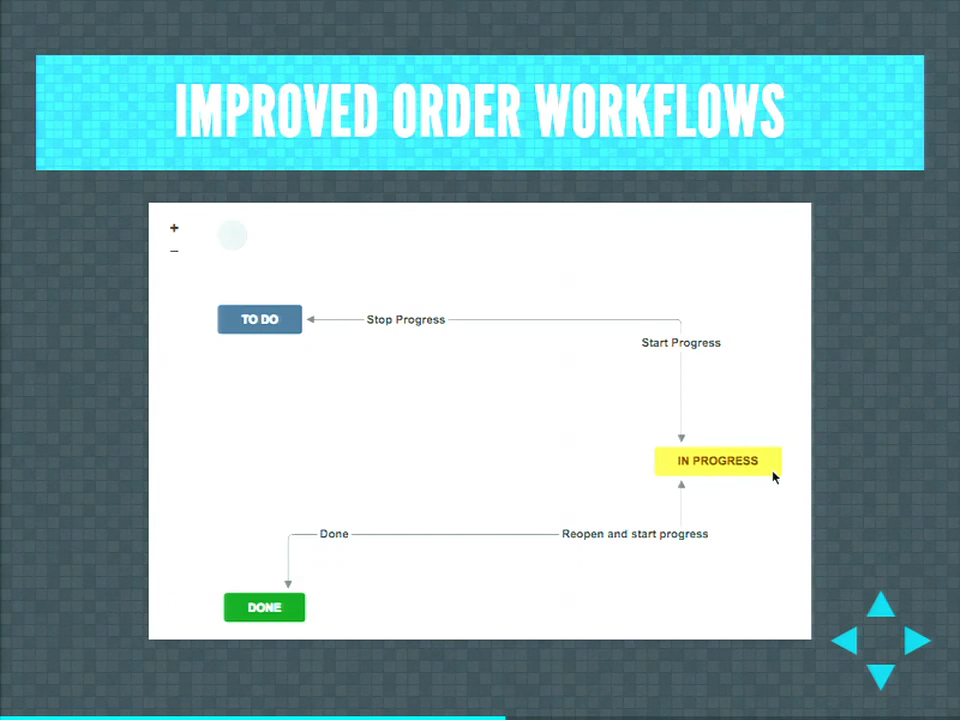 IMPROVED ORDER WORKFLOWS
+
−
TO DO
Stop Progress
Start Progress
IN PROGRESS
Done
Reopen and start progress
DONE